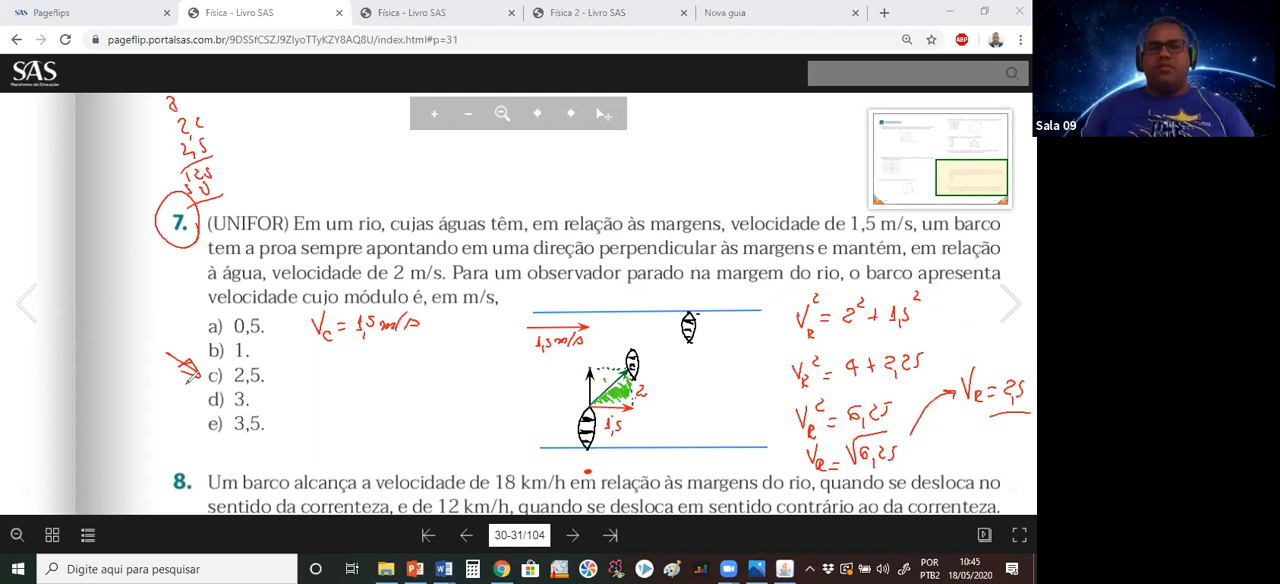 Pageflips
Física - Livro SAS
Física - Livro SAS
Física 2 - Livro SAS
Nova guia
pageflip.portalsas.com.br/9DSSfCSZJ9ZIyoTTyKZY8AQ8U/index.html#p=31
ABP
SAS
Plataforma de Educação
Sala 09
2,5
125
7. (UNIFOR) Em um rio, cujas águas têm, em relação às margens, velocidade de 1,5 m/s, um barco
tem a proa sempre apontando em uma direção perpendicular às margens e mantém, em relação
à água, velocidade de 2 m/s. Para um observador parado na margem do rio, o barco apresenta
velocidade cujo módulo é, em m/s,
a) 0,5.
b) 1.
c) 2,5.
d) 3.
e) 3,5.
Vc = 1,5 m/s
1,5 m/s
2
1,5
VR² = 2² + 1,5²
VR² = 4 + 2,25
VR² = 6,25
VR = √6,25
VR = 2,5
8. Um barco alcança a velocidade de 18 km/h em relação às margens do rio, quando se desloca no
sentido da correnteza, e de 12 km/h, quando se desloca em sentido contrário ao da correnteza.
30-31/104
Digite aqui para pesquisar
POR
PTB2
10:45
18/05/2020